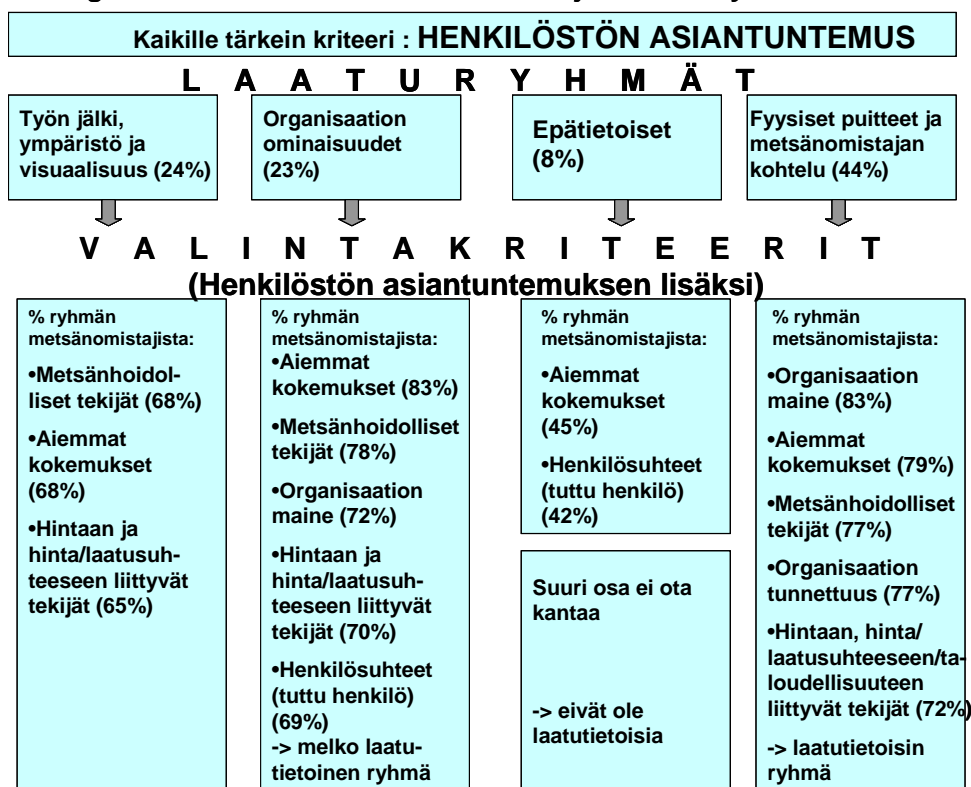 Kaikille tärkein kriteeri : HENKILÖSTÖN ASIANTUNTEMUS
L A A T U R Y H M Ä T
Työn jälki,
ympäristö ja
visuaalisuus (24%)
Organisaation
ominaisuudet
(23%)
Epätietoiset
(8%)
Fyysiset puitteet ja
metsänomistajan
kohtelu (44%)
V A L I N T A K R I T E E R I T
(Henkilöstön asiantuntemuksen lisäksi)
% ryhmän
metsänomistajista:
•Metsänhoidol-
liset tekijät (68%)
•Aiemmat
kokemukset
(68%)
•Hintaan ja
hinta/laatusuh-
teeseen liittyvät
tekijät (65%)
% ryhmän
metsänomistajista:
•Aiemmat
kokemukset (83%)
•Metsänhoidolliset
tekijät (78%)
•Organisaation
maine (72%)
•Hintaan ja
hinta/laatusuh-
teeseen liittyvät
tekijät (70%)
•Henkilösuhteet
(tuttu henkilö)
(69%)
-> melko laatu-
tietoinen ryhmä
% ryhmän
metsänomistajista:
•Aiemmat
kokemukset
(45%)
•Henkilösuhteet
(tuttu henkilö)
(42%)
Suuri osa ei ota
kantaa
-> eivät ole
laatutietoisia
% ryhmän
metsänomistajista:
•Organisaation
maine (83%)
•Aiemmat
kokemukset (79%)
•Metsänhoidolliset
tekijät (77%)
•Organisaation
tunnettuus (77%)
•Hintaan, hinta/
laatusuhteeseen/ta-
loudellisuuteen
liittyvät tekijät (72%)
-> laatutietoisin
ryhmä